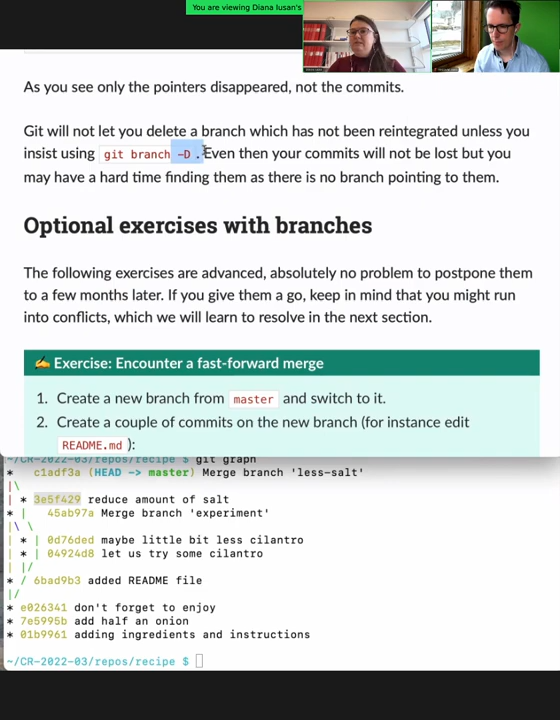 You are viewing Diana Iusan's
As you see only the pointers disappeared, not the commits.
Git will not let you delete a branch which has not been reintegrated unless you
insist using git branch -D . Even then your commits will not be lost but you
may have a hard time finding them as there is no branch pointing to them.
Optional exercises with branches
The following exercises are advanced, absolutely no problem to postpone them
to a few months later. If you give them a go, keep in mind that you might run
into conflicts, which we will learn to resolve in the next section.
✍️ Exercise: Encounter a fast-forward merge
1. Create a new branch from master and switch to it.
2. Create a couple of commits on the new branch (for instance edit
README.md ):
~/CR-2022-03/repos/recipe $ git graph
*   c1adf3a (HEAD -> master) Merge branch 'less-salt'
|\
| * 3e5f429 reduce amount of salt
* |   45ab97a Merge branch 'experiment'
|\ \
| * | 0d76ded maybe little bit less cilantro
| * | 04924d8 let us try some cilantro
| |/
* / 6bad9b3 added README file
|/
* e026341 don't forget to enjoy
* 7e5995b add half an onion
* 01b9961 adding ingredients and instructions
~/CR-2022-03/repos/recipe $